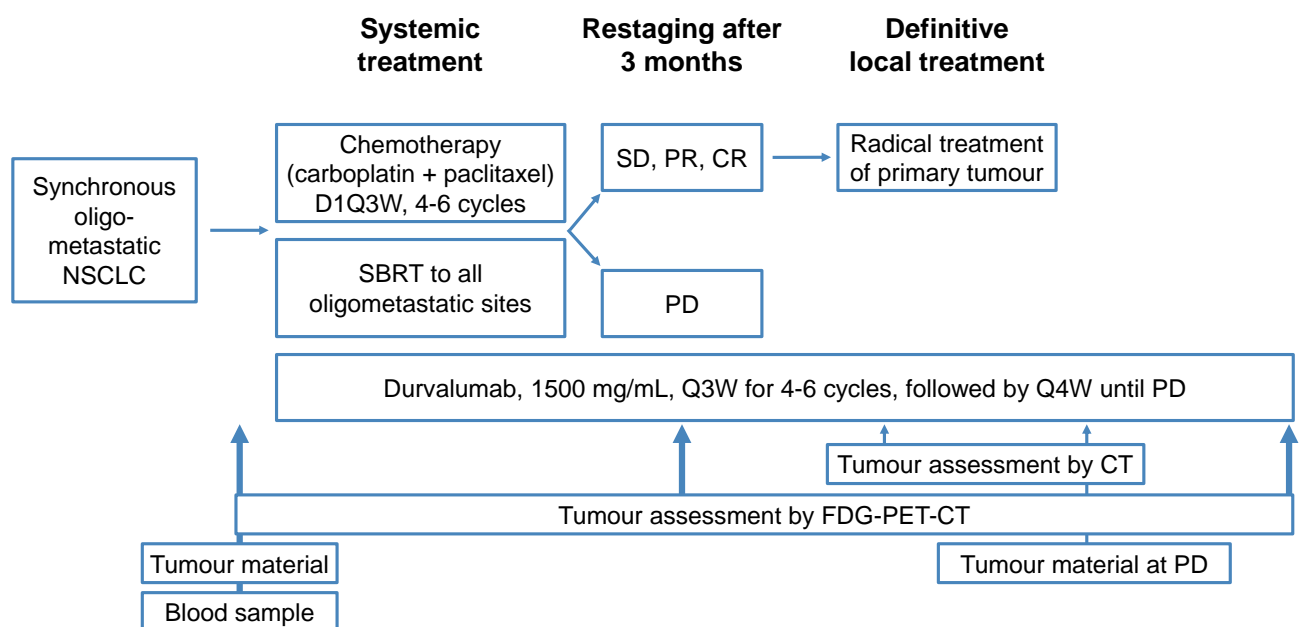 Systemic
treatment
Restaging after
3 months
Definitive
local treatment
Synchronous
oligo-
metastatic
NSCLC
Chemotherapy
(carboplatin + paclitaxel)
D1Q3W, 4-6 cycles
SBRT to all
oligometastatic sites
SD, PR, CR
PD
Radical treatment
of primary tumour
Durvalumab, 1500 mg/mL, Q3W for 4-6 cycles, followed by Q4W until PD
Tumour assessment by CT
Tumour assessment by FDG-PET-CT
Tumour material
Tumour material at PD
Blood sample